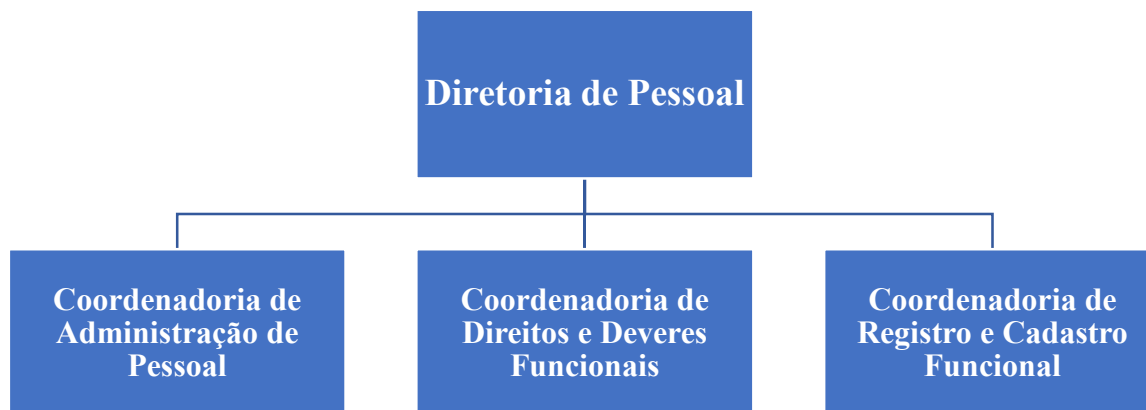 Diretoria de Pessoal
Coordenadoria de
Administração de
Pessoal
Coordenadoria de
Direitos e Deveres
Funcionais
Coordenadoria de
Registro e Cadastro
Funcional